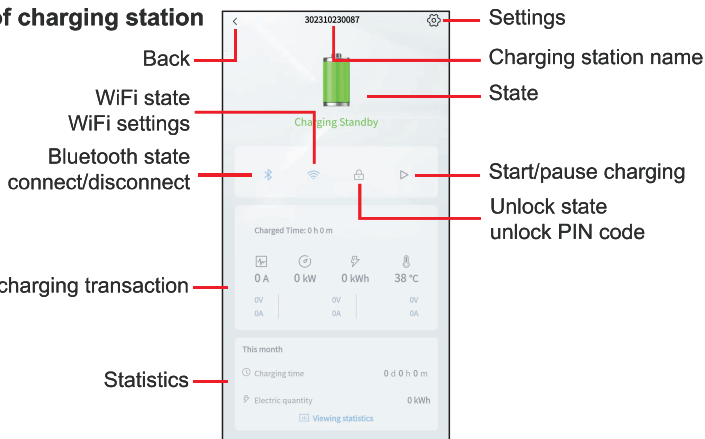 of charging station
302310230087
Settings
Back
Charging station name
WiFi state
WiFi settings
State
Charging Standby
Bluetooth state
connect/disconnect
Start/pause charging
Unlock state
unlock PIN code
Charged Time: 0 h 0 m
0 A 0 kW 0 kWh 38 °C
charging transaction
0V 0V 0V
0A 0A 0A
This month
Charging time 0 d 0 h 0 m
Statistics
Electric quantity 0 kWh
Viewing statistics